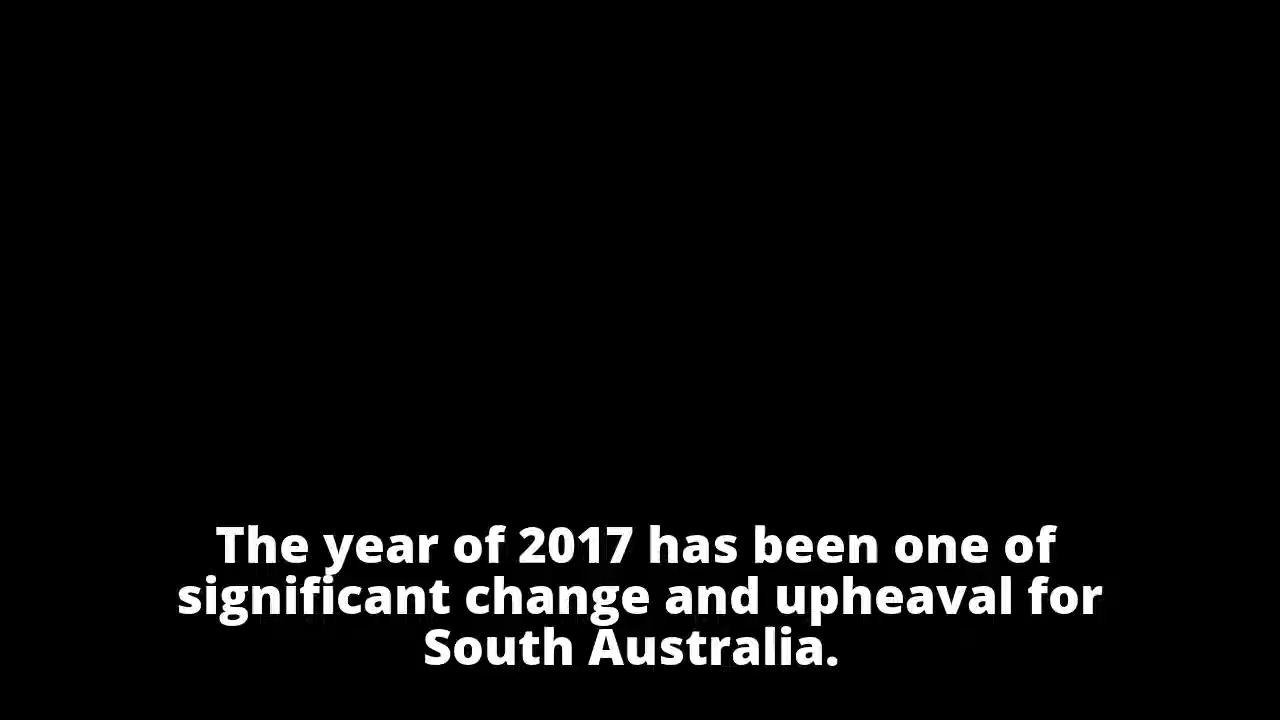 The year of 2017 has been one of
significant change and upheaval for
South Australia.